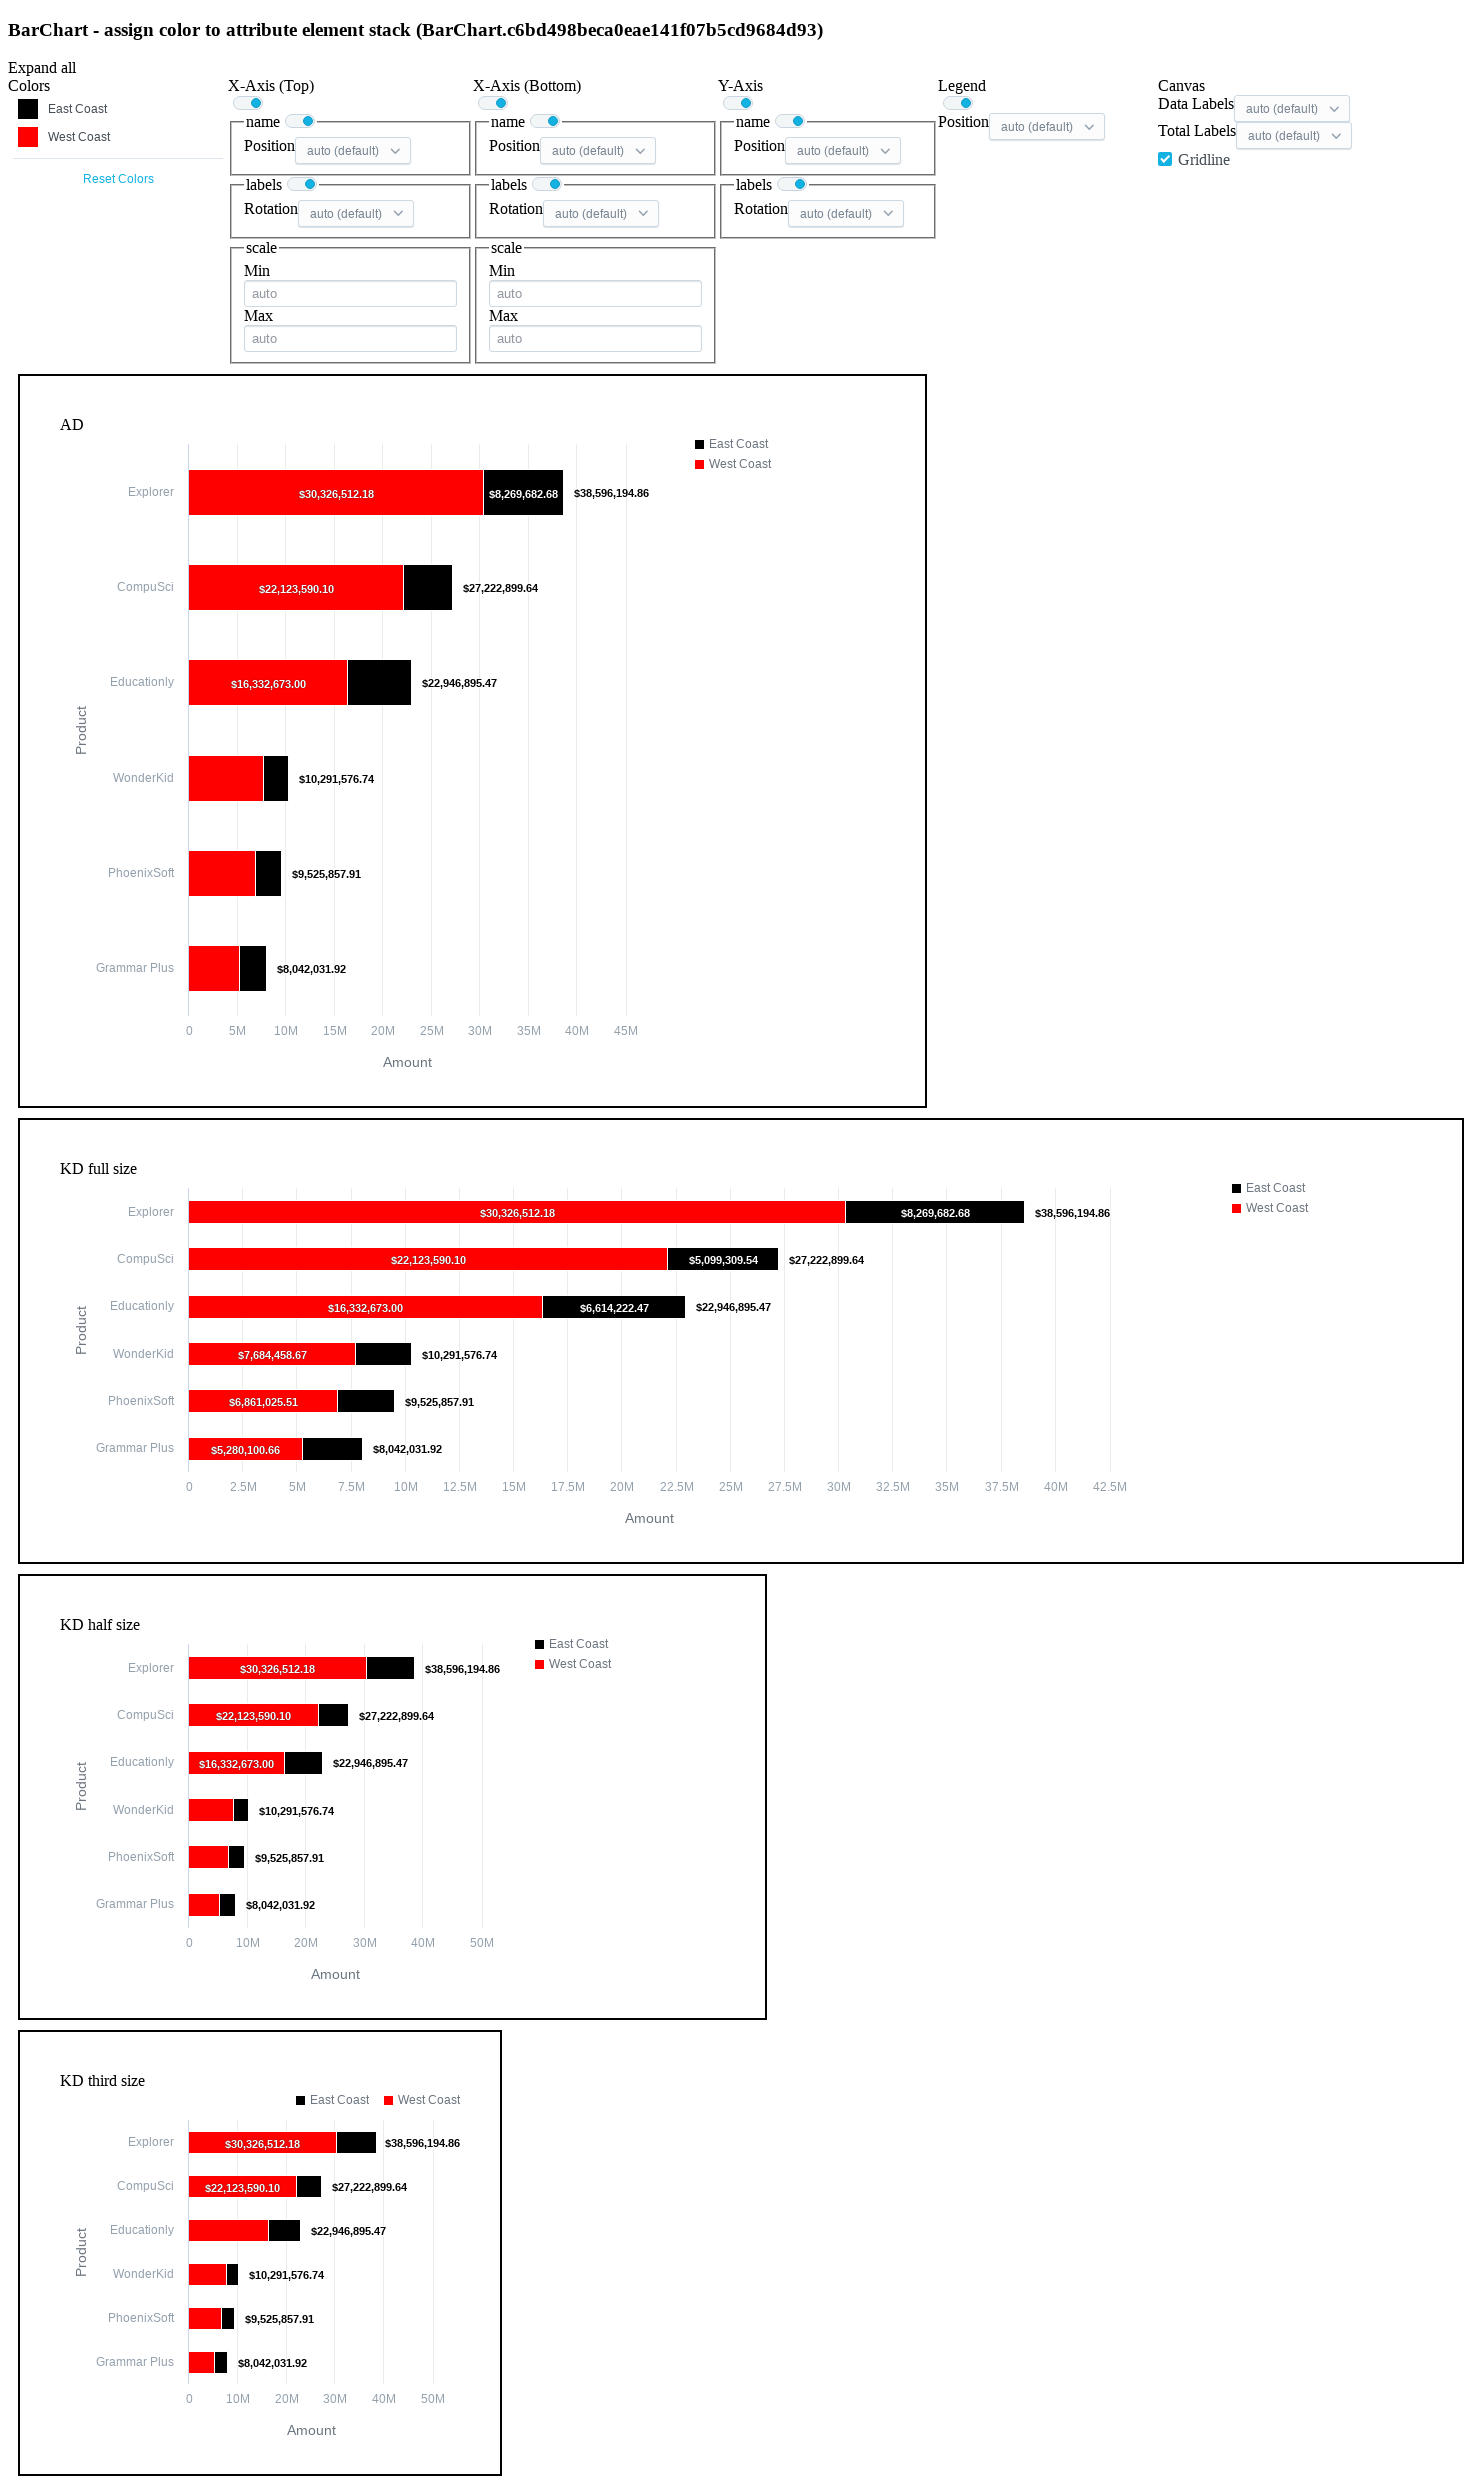 BarChart - assign color to attribute element stack (BarChart.c6bd498beca0eae141f07b5cd9684d93)
Expand all
Colors
East Coast
West Coast
Reset Colors
X-Axis (Top)
name
Position auto (default)
labels
Rotation auto (default)
scale
Min
auto
Max
auto
X-Axis (Bottom)
name
Position auto (default)
labels
Rotation auto (default)
scale
Min
auto
Max
auto
Y-Axis
name
Position auto (default)
labels
Rotation auto (default)
Legend
Position auto (default)
Canvas
Data Labels auto (default)
Total Labels auto (default)
Gridline
AD
East Coast
West Coast
Product
Explorer $30,326,512.18 $8,269,682.68 $38,596,194.86
CompuSci $22,123,590.10 $27,222,899.64
Educationly $16,332,673.00 $22,946,895.47
WonderKid $10,291,576.74
PhoenixSoft $9,525,857.91
Grammar Plus $8,042,031.92
0 5M 10M 15M 20M 25M 30M 35M 40M 45M
Amount
KD full size
East Coast
West Coast
Product
Explorer $30,326,512.18 $8,269,682.68 $38,596,194.86
CompuSci $22,123,590.10 $5,099,309.54 $27,222,899.64
Educationly $16,332,673.00 $6,614,222.47 $22,946,895.47
WonderKid $7,684,458.67 $10,291,576.74
PhoenixSoft $6,861,025.51 $9,525,857.91
Grammar Plus $5,280,100.66 $8,042,031.92
0 2.5M 5M 7.5M 10M 12.5M 15M 17.5M 20M 22.5M 25M 27.5M 30M 32.5M 35M 37.5M 40M 42.5M
Amount
KD half size
East Coast
West Coast
Product
Explorer $30,326,512.18 $38,596,194.86
CompuSci $22,123,590.10 $27,222,899.64
Educationly $16,332,673.00 $22,946,895.47
WonderKid $10,291,576.74
PhoenixSoft $9,525,857.91
Grammar Plus $8,042,031.92
0 10M 20M 30M 40M 50M
Amount
KD third size
East Coast West Coast
Product
Explorer $30,326,512.18 $38,596,194.86
CompuSci $22,123,590.10 $27,222,899.64
Educationly $22,946,895.47
WonderKid $10,291,576.74
PhoenixSoft $9,525,857.91
Grammar Plus $8,042,031.92
0 10M 20M 30M 40M 50M
Amount